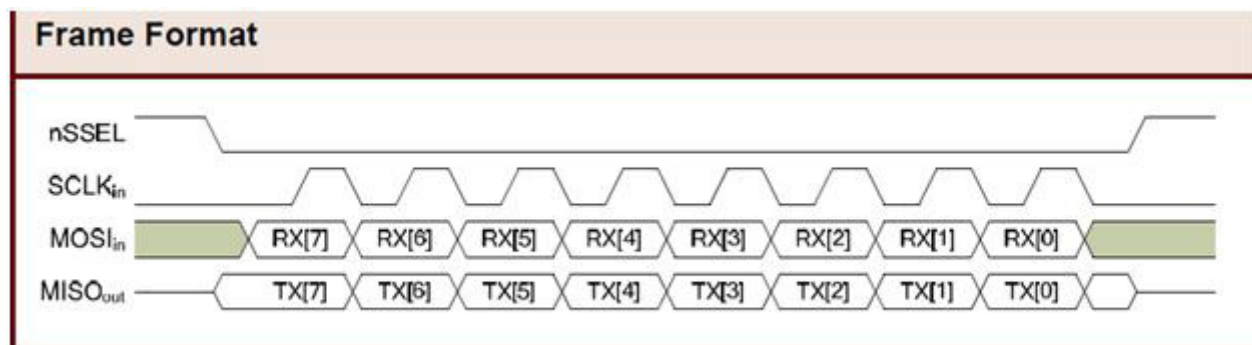 Frame Format
nSSEL
SCLKin
MOSIin RX[7] RX[6] RX[5] RX[4] RX[3] RX[2] RX[1] RX[0]
MISOout TX[7] TX[6] TX[5] TX[4] TX[3] TX[2] TX[1] TX[0]